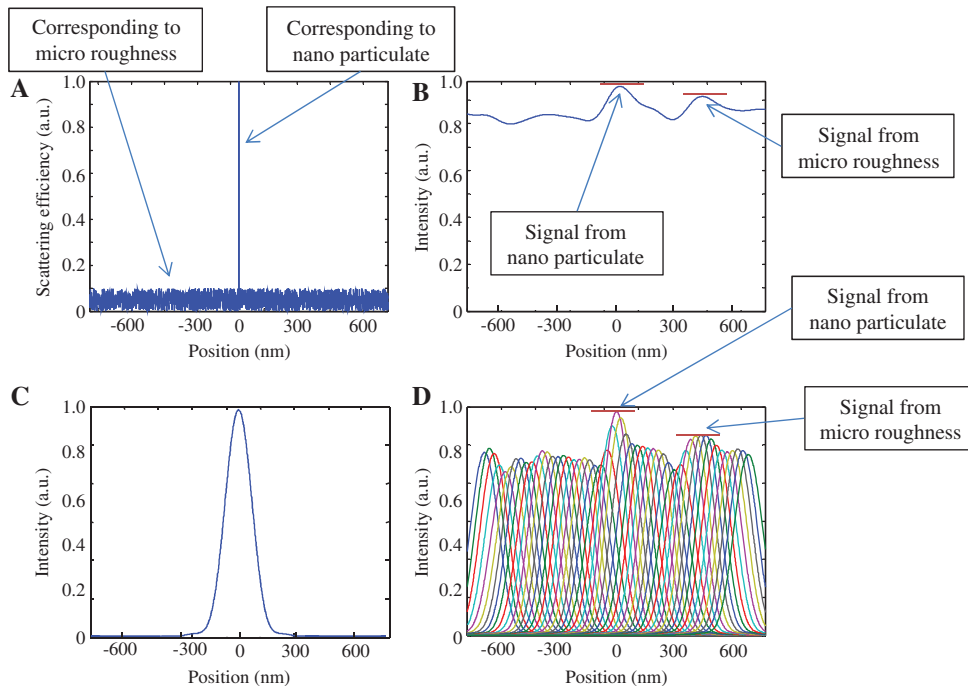 Corresponding to
micro roughness
Corresponding to
nano particulate
A
1.0
0.8
0.6
0.4
0.2
0
Scattering efficiency (a.u.)
-600
-300
0
300
600
Position (nm)
B
1.0
0.8
0.6
0.4
0.2
0
Intensity (a.u.)
-600
-300
0
300
600
Position (nm)
Signal from
micro roughness
Signal from
nano particulate
C
1.0
0.8
0.6
0.4
0.2
0
Intensity (a.u.)
-600
-300
0
300
600
Position (nm)
D
1.0
0.8
0.6
0.4
0.2
0
Intensity (a.u.)
-600
-300
0
300
600
Position (nm)
Signal from
nano particulate
Signal from
micro roughness